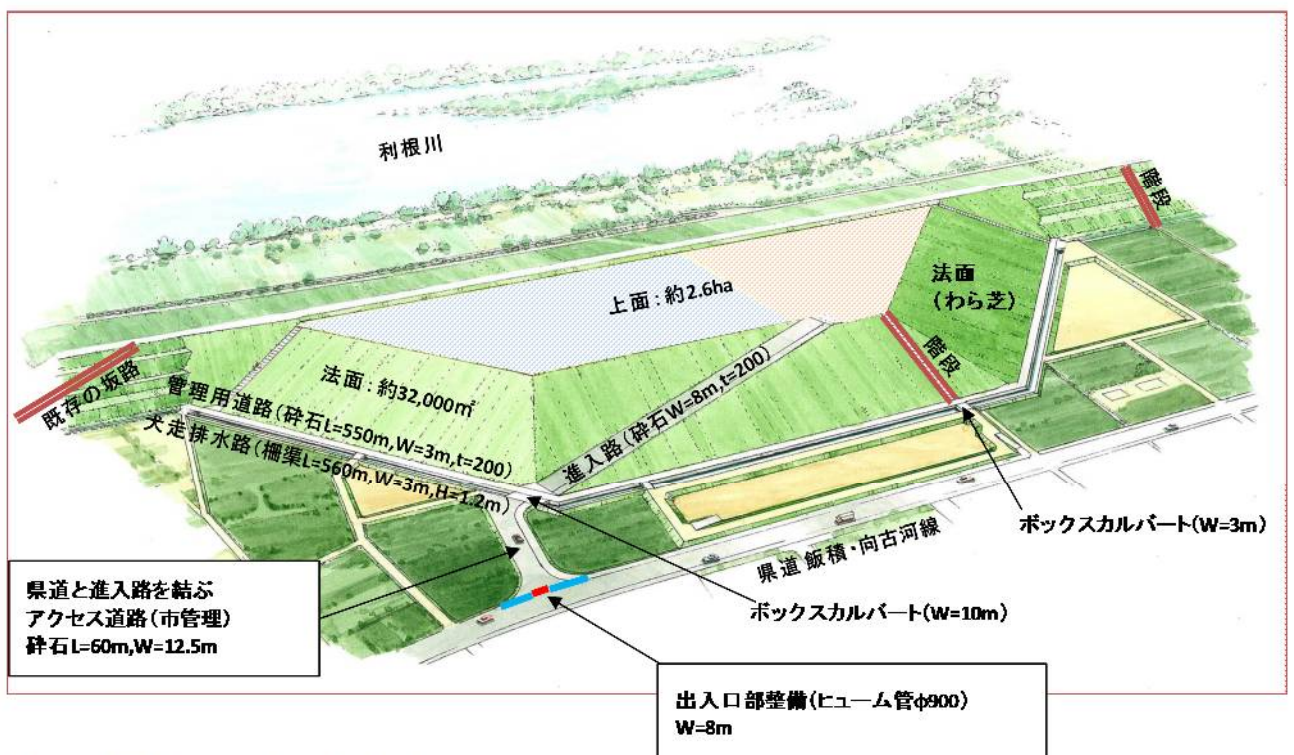 利根川
階段
上面：約2.6ha
法面
（わら芝）
階段
既存の坂路
法面：約32,000㎡
管理用道路（砕石L=550m,W=3m,t=200）
犬走排水路（柵渠L=560m,W=3m,H=1.2m）
進入路（砕石W=8m,t=200）
ボックスカルバート（W=3m）
県道 飯積・向古河線
ボックスカルバート（W=10m）
県道と進入路を結ぶ
アクセス道路（市管理）
砕石L=60m,W=12.5m
出入口部整備（ヒューム管φ900）
W=8m